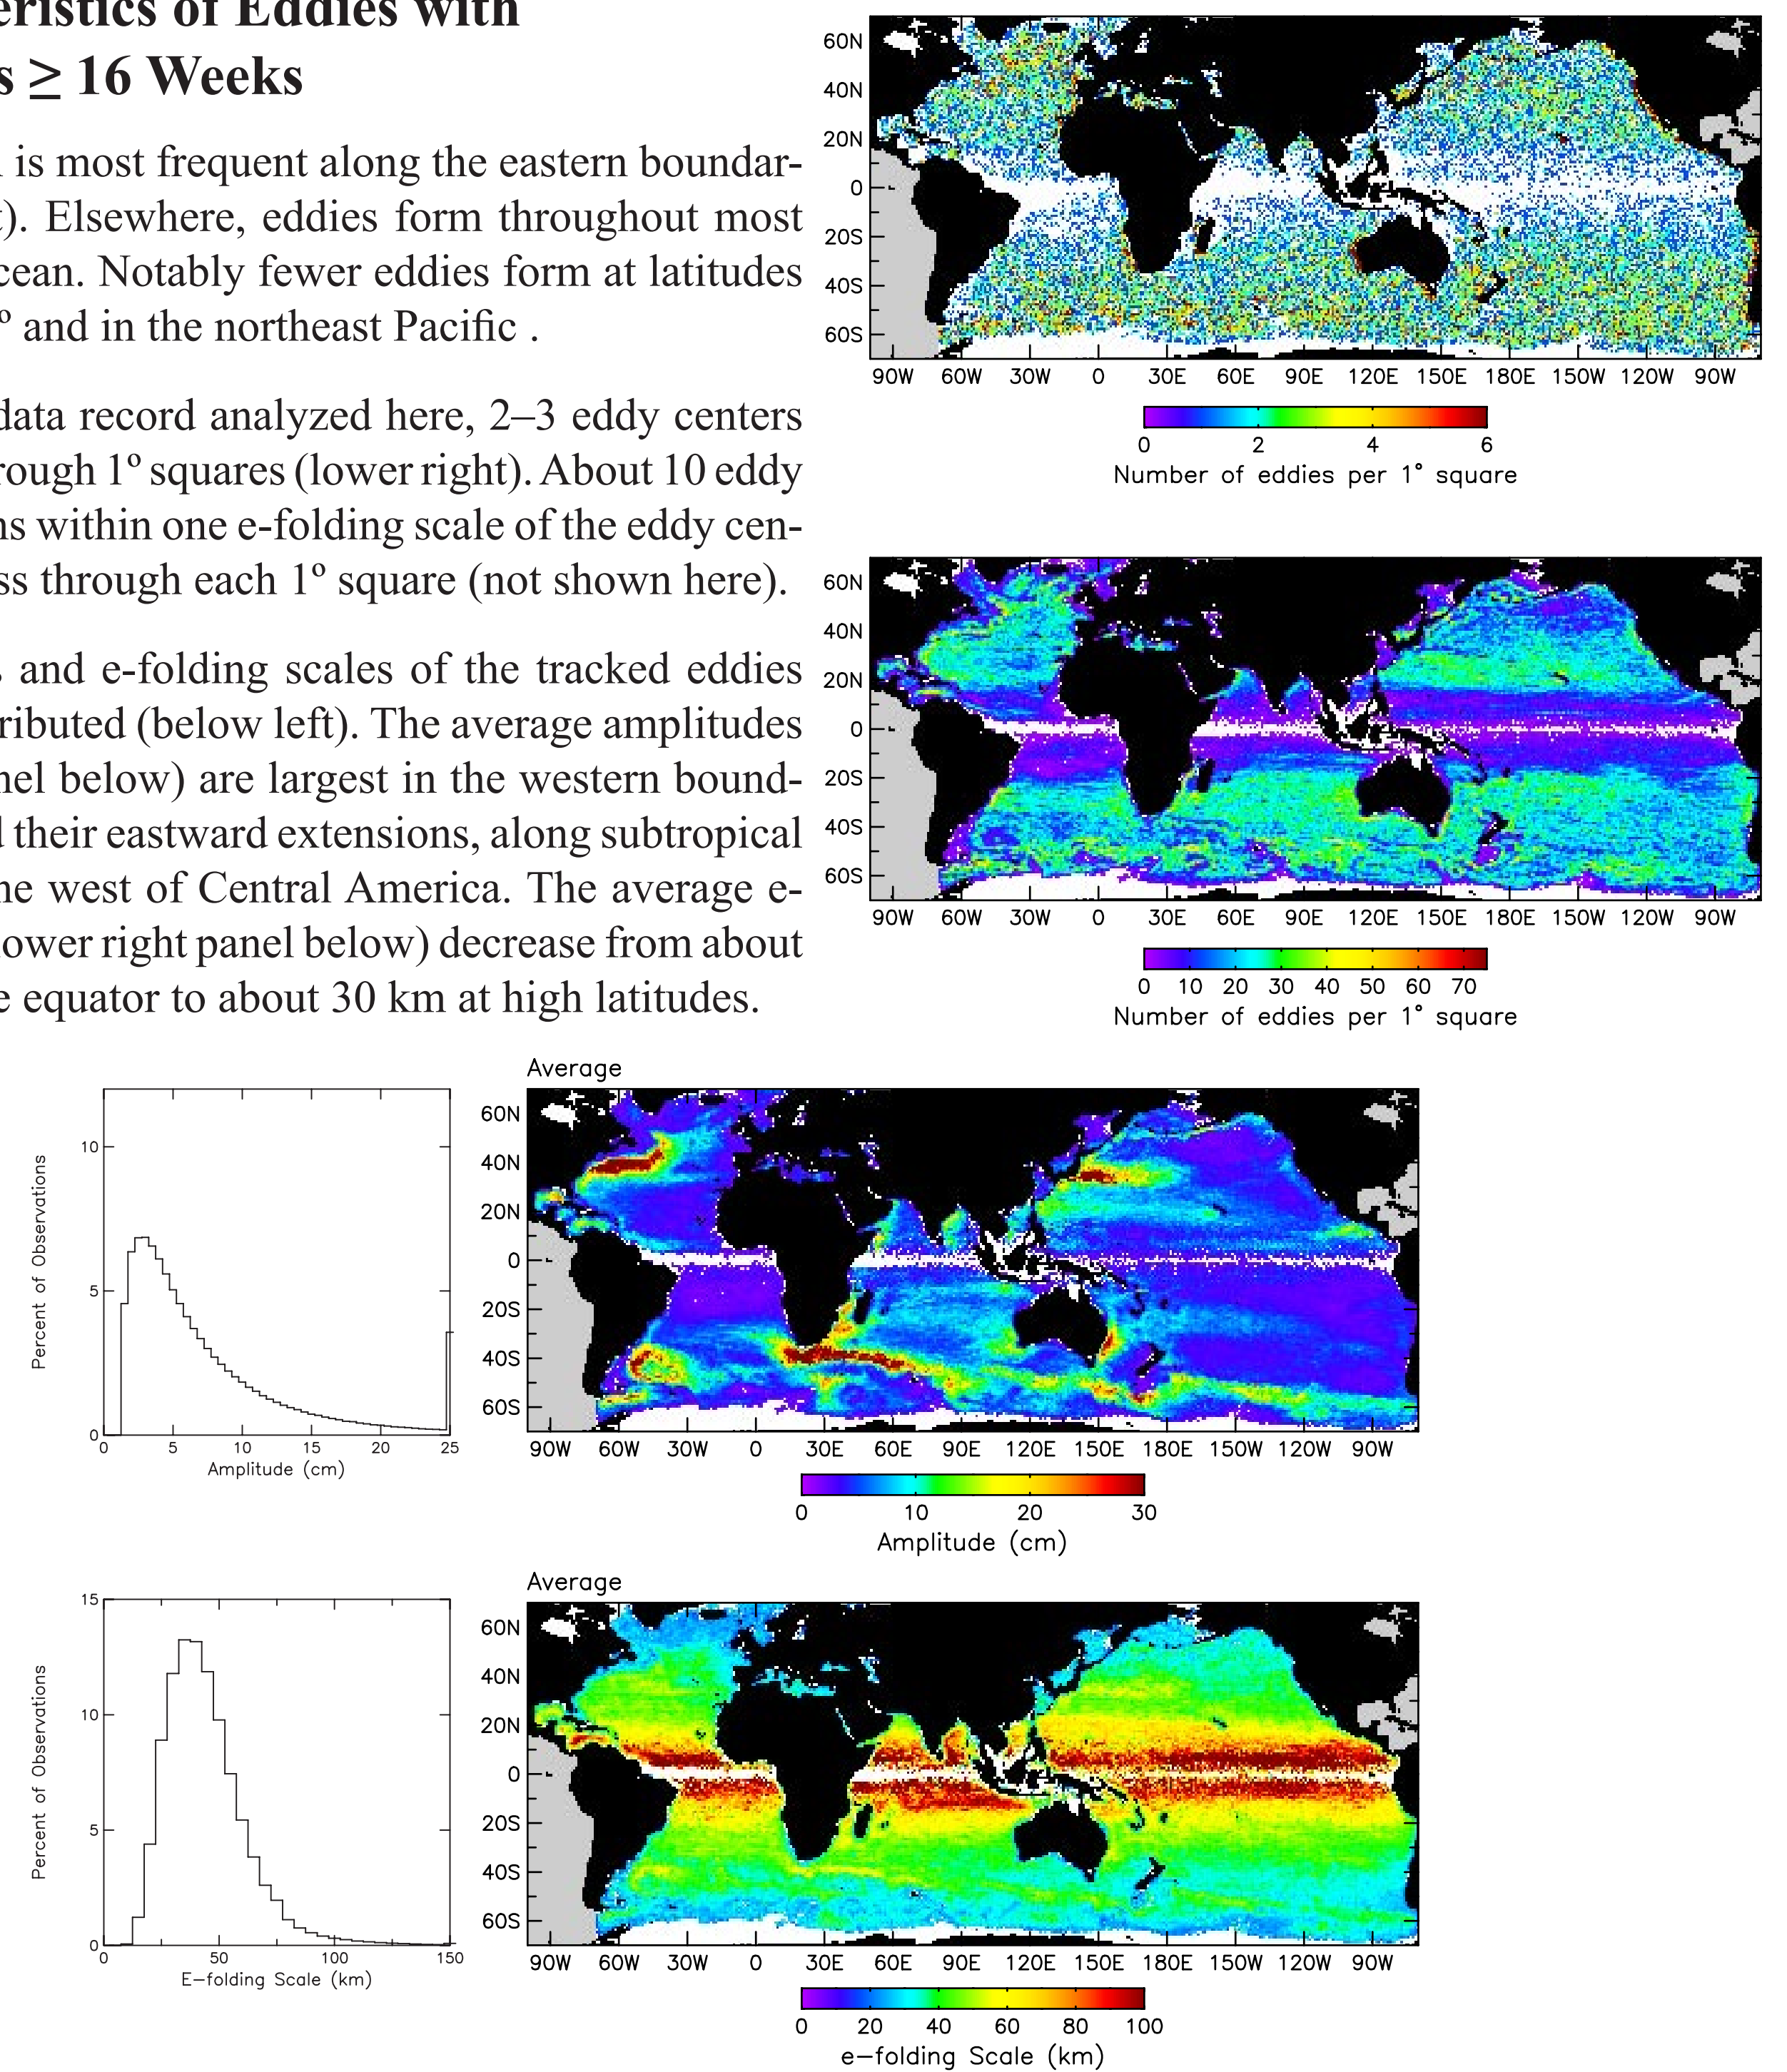 eristics of Eddies with
s ≥ 16 Weeks
is most frequent along the eastern boundar-
t). Elsewhere, eddies form throughout most
cean. Notably fewer eddies form at latitudes
º and in the northeast Pacific .
data record analyzed here, 2–3 eddy centers
rough 1º squares (lower right). About 10 eddy
ns within one e-folding scale of the eddy cen-
ss through each 1º square (not shown here).
s and e-folding scales of the tracked eddies
tributed (below left). The average amplitudes
nel below) are largest in the western bound-
d their eastward extensions, along subtropical
he west of Central America. The average e-
lower right panel below) decrease from about
e equator to about 30 km at high latitudes.
60N
40N
20N
0
20S
40S
60S
90W 60W 30W 0 30E 60E 90E 120E 150E 180E 150W 120W 90W
0 2 4 6
Number of eddies per 1° square
60N
40N
20N
0
20S
40S
60S
90W 60W 30W 0 30E 60E 90E 120E 150E 180E 150W 120W 90W
0 10 20 30 40 50 60 70
Number of eddies per 1° square
Percent of Observations
10
5
0
0 5 10 15 20 25
Amplitude (cm)
Average
60N
40N
20N
0
20S
40S
60S
90W 60W 30W 0 30E 60E 90E 120E 150E 180E 150W 120W 90W
0 10 20 30
Amplitude (cm)
Percent of Observations
15
10
5
0
0 50 100 150
E-folding Scale (km)
Average
60N
40N
20N
0
20S
40S
60S
90W 60W 30W 0 30E 60E 90E 120E 150E 180E 150W 120W 90W
0 20 40 60 80 100
e-folding Scale (km)